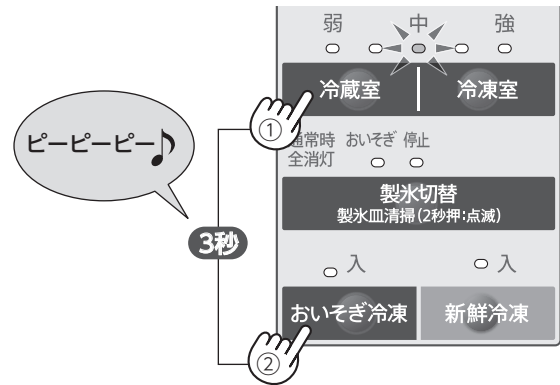 弱 中 強
冷蔵室 冷凍室
ピーピーピー♪
①
通常時 おいそぎ 停止
全消灯
製氷切替
製氷皿清掃(2秒押:点滅)
3秒
入 入
おいそぎ冷凍 新鮮冷凍
②